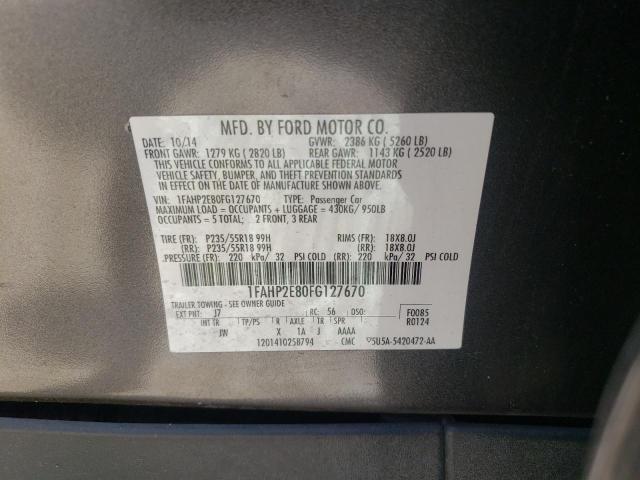 MFD. BY FORD MOTOR CO.
DATE: 10/14 GVWR: 2386 KG ( 5260 LB)
FRONT GAWR: 1279 KG ( 2820 LB) REAR GAWR: 1143 KG ( 2520 LB)
THIS VEHICLE CONFORMS TO ALL APPLICABLE FEDERAL MOTOR
VEHICLE SAFETY, BUMPER, AND THEFT PREVENTION STANDARDS
IN EFFECT ON THE DATE OF MANUFACTURE SHOWN ABOVE.
VIN: 1FAHP2E80FG127670 TYPE: Passenger Car
MAXIMUM LOAD = OCCUPANTS + LUGGAGE = 430KG/ 950LB
OCCUPANTS = 5 TOTAL: 2 FRONT, 3 REAR
TIRE (FR): P235/55R18 99H RIMS (FR): 18X8.0J
(RR): P235/55R18 99H (RR): 18X8.0J
PRESSURE (FR): 220 kPa/ 32 PSI COLD (RR): 220 kPa/ 32 PSI COLD
1FAHP2E80FG127670
TRAILER TOWING - SEE OWNER GUIDE
EXT PNT: J7 RC: 56 DSO: F0085
INT TR TP/PS R AXLE TR SPR R0124
JW X 1A J AAAA
1201410258794 CMC 5U5A-5420472-AA